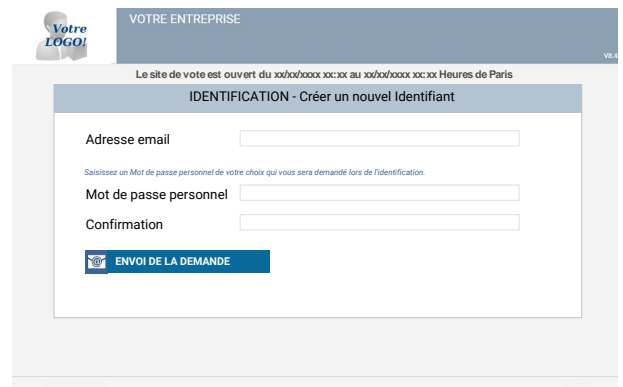 Votre
LOGO!
VOTRE ENTREPRISE
V8.4
Le site de vote est ouvert du xx/xx/xxxx xx:xx au xx/xx/xxxx xx:xx Heures de Paris
IDENTIFICATION - Créer un nouvel Identifiant
Adresse email
Saisissez un Mot de passe personnel de votre choix qui vous sera demandé lors de l'identification.
Mot de passe personnel
Confirmation
@ ENVOI DE LA DEMANDE